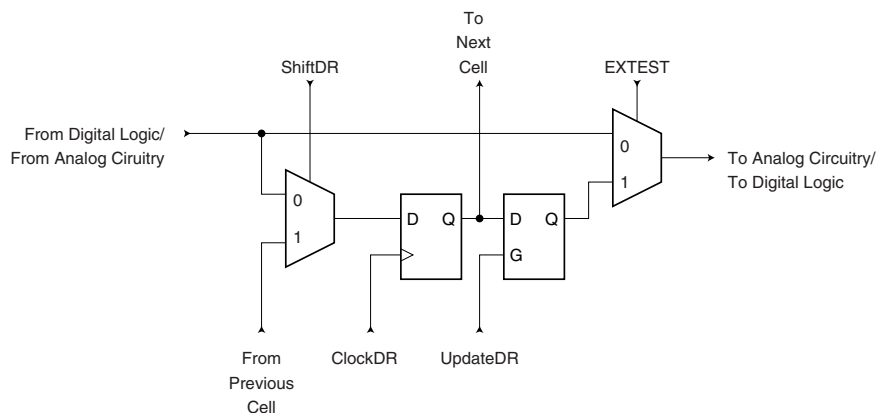 To
Next
Cell
ShiftDR
EXTEST
From Digital Logic/
From Analog Ciruitry
0
To Analog Circuitry/
To Digital Logic
1
0
D Q
D Q
1
G
From
Previous
Cell
ClockDR
UpdateDR